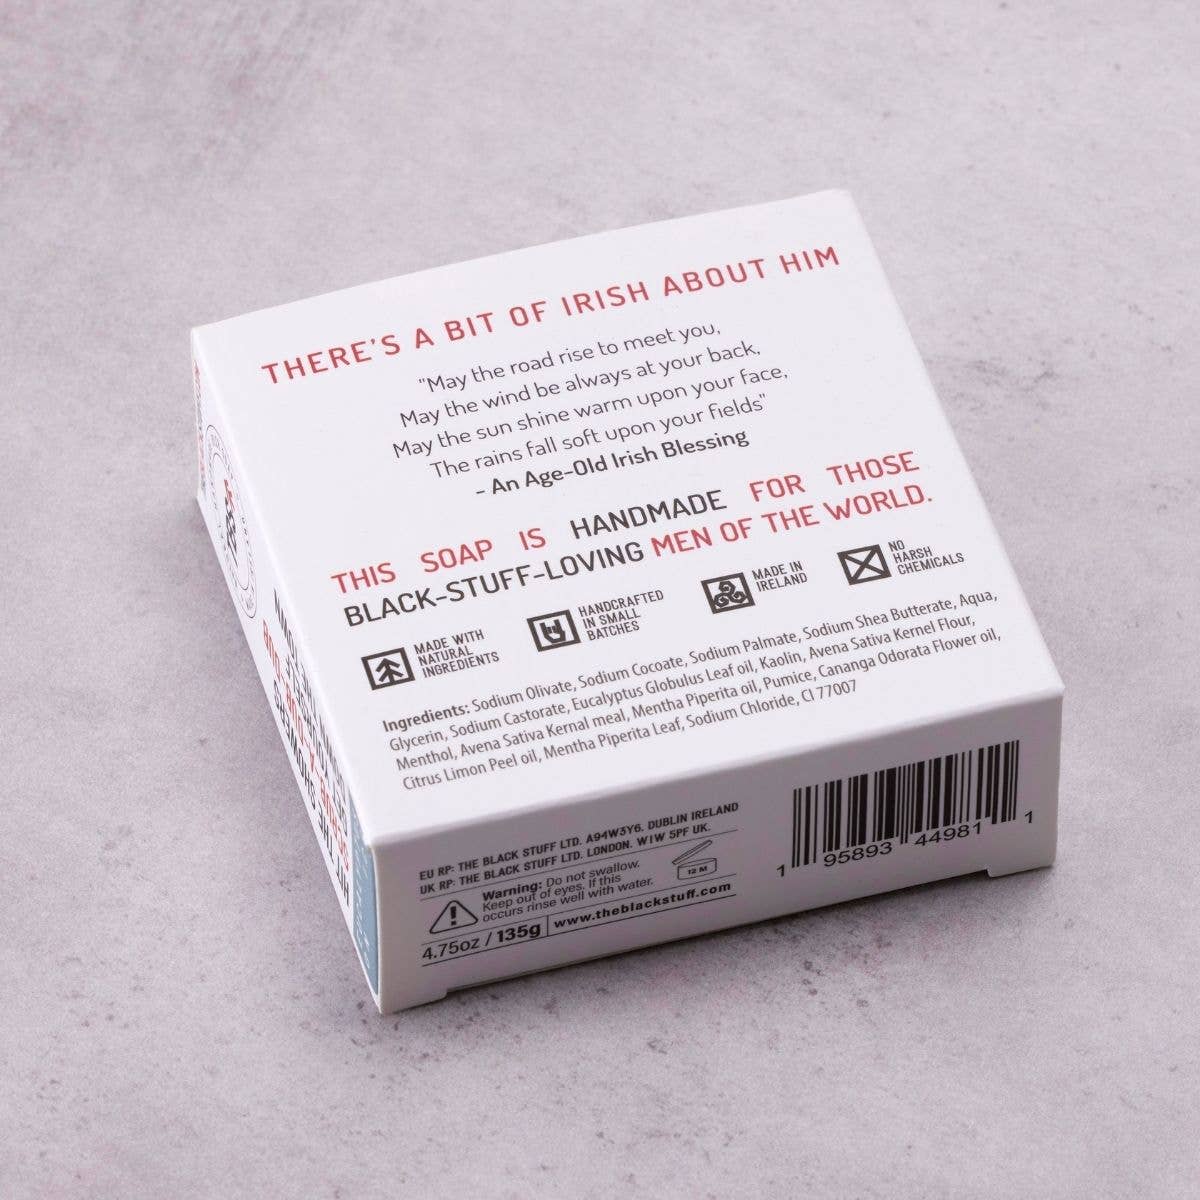 THERE'S A BIT OF IRISH ABOUT HIM
"May the road rise to meet you,
May the wind be always at your back,
May the sun shine warm upon your face,
The rains fall soft upon your fields"
- An Age-Old Irish Blessing
THIS SOAP IS HANDMADE FOR THOSE
BLACK-STUFF-LOVING MEN OF THE WORLD.
MADE WITH
NATURAL
INGREDIENTS
HANDCRAFTED
IN SMALL
BATCHES
MADE IN
IRELAND
NO
HARSH
CHEMICALS
Ingredients: Sodium Olivate, Sodium Cocoate, Sodium Palmate, Sodium Shea Butterate, Aqua,
Glycerin, Sodium Castorate, Eucalyptus Globulus Leaf oil, Kaolin, Avena Sativa Kernel Flour,
Menthol, Avena Sativa Kernal meal, Mentha Piperita oil, Pumice, Cananga Odorata Flower oil,
Citrus Limon Peel oil, Mentha Piperita Leaf, Sodium Chloride, CI 77007
EU RP: THE BLACK STUFF LTD. A94W3Y6. DUBLIN IRELAND
UK RP: THE BLACK STUFF LTD. LONDON. W1W 5PF UK.
Warning: Do not swallow.
Keep out of eyes. If this
occurs rinse well with water.
12 M
4.75oz / 135g www.theblackstuff.com
1 95893 44981 1